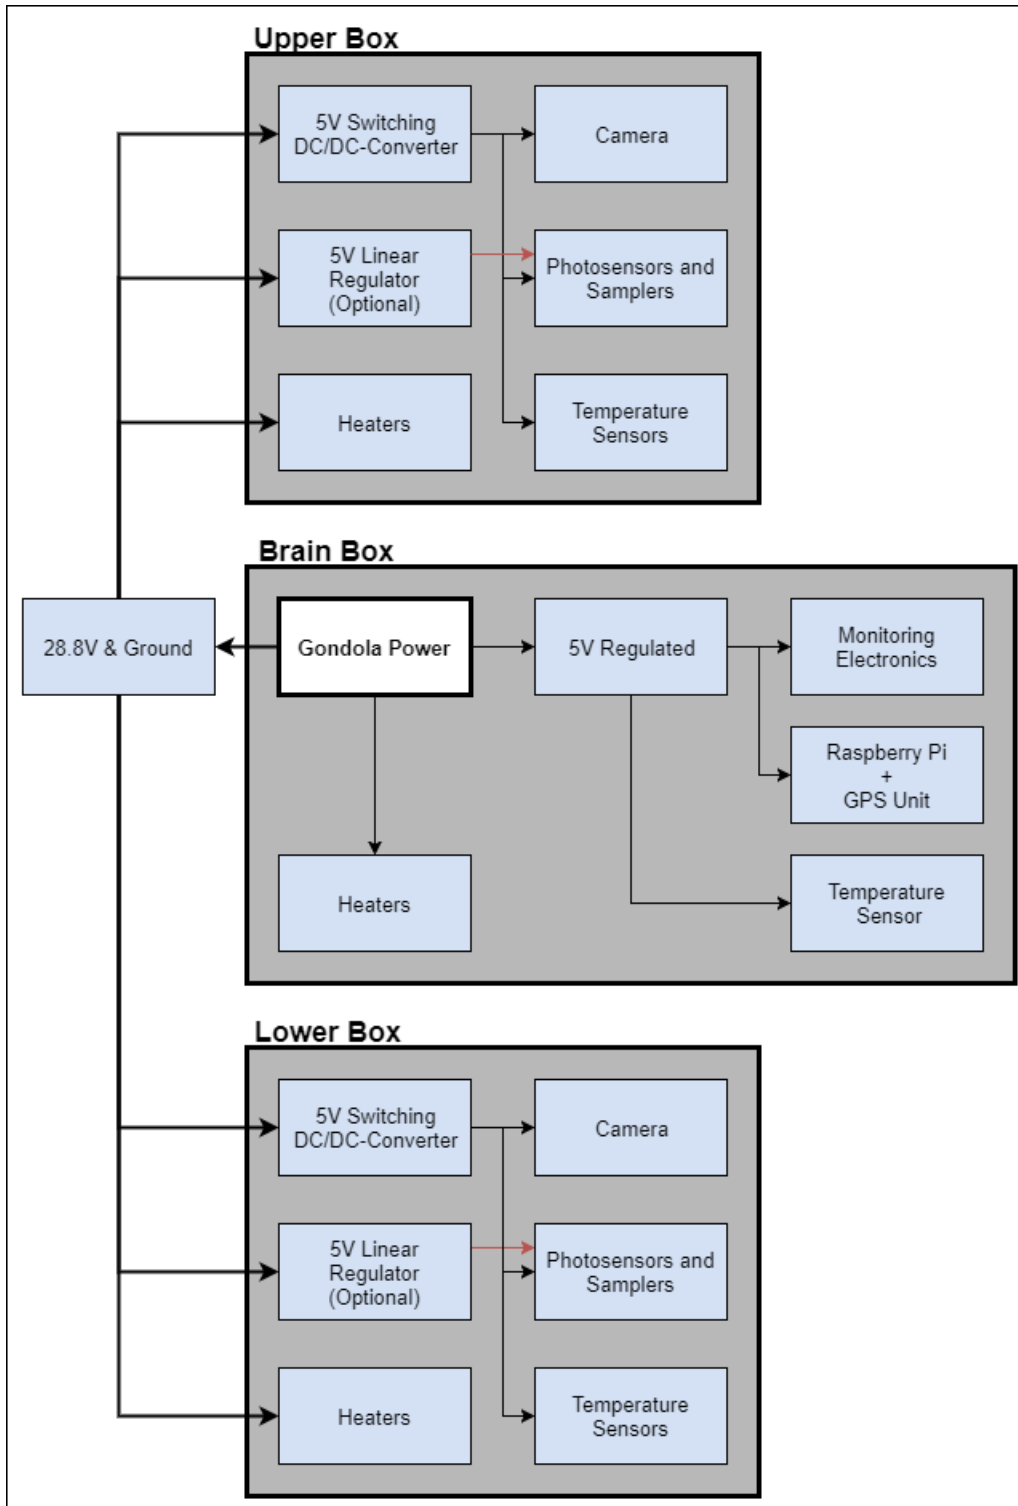 Upper Box
5V Switching
DC/DC-Converter
Camera
5V Linear
Regulator
(Optional)
Photosensors and
Samplers
Heaters
Temperature
Sensors
Brain Box
28.8V & Ground
Gondola Power
5V Regulated
Monitoring
Electronics
Raspberry Pi
+
GPS Unit
Heaters
Temperature
Sensor
Lower Box
5V Switching
DC/DC-Converter
Camera
5V Linear
Regulator
(Optional)
Photosensors and
Samplers
Heaters
Temperature
Sensors